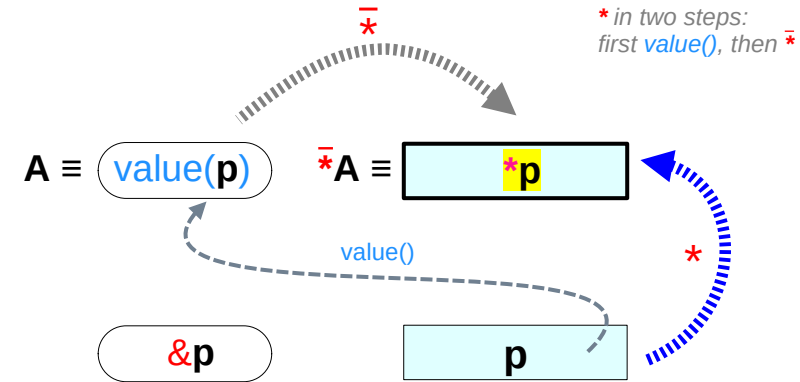 *̅
* in two steps:
first value(), then *̅
A ≡ value(p)
*̅A ≡ *p
value()
*
&p
p